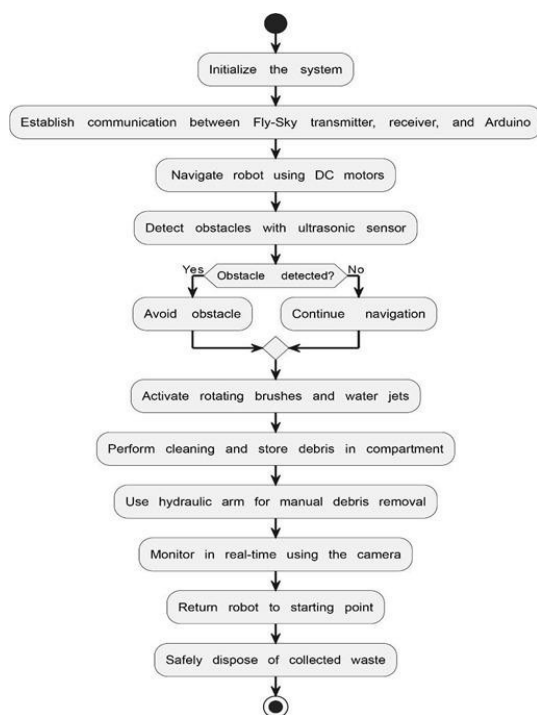 Initialize the system
Establish communication between Fly-Sky transmitter, receiver, and Arduino
Navigate robot using DC motors
Detect obstacles with ultrasonic sensor
Yes
Obstacle detected?
No
Avoid obstacle
Continue navigation
Activate rotating brushes and water jets
Perform cleaning and store debris in compartment
Use hydraulic arm for manual debris removal
Monitor in real-time using the camera
Return robot to starting point
Safely dispose of collected waste